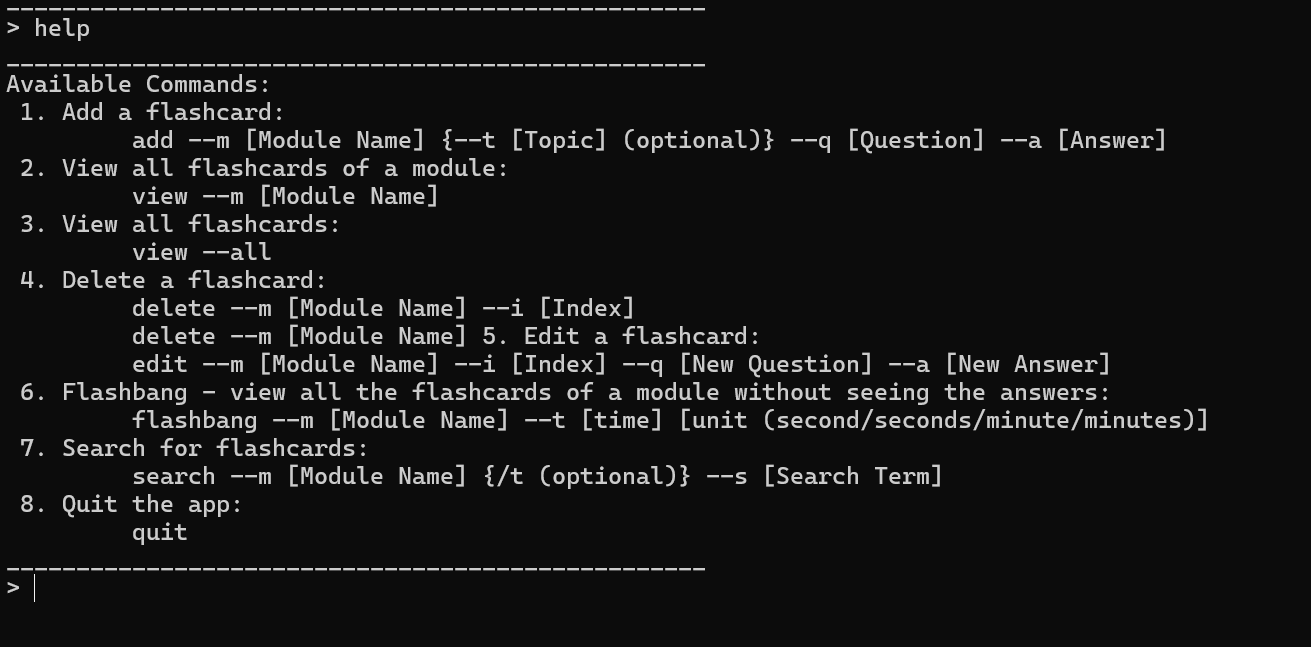 __________________________________________________
> help
__________________________________________________
Available Commands:
 1. Add a flashcard:
         add --m [Module Name] {--t [Topic] (optional)} --q [Question] --a [Answer]
 2. View all flashcards of a module:
         view --m [Module Name]
 3. View all flashcards:
         view --all
 4. Delete a flashcard:
         delete --m [Module Name] --i [Index]
         delete --m [Module Name] 5. Edit a flashcard:
         edit --m [Module Name] --i [Index] --q [New Question] --a [New Answer]
 6. Flashbang - view all the flashcards of a module without seeing the answers:
         flashbang --m [Module Name] --t [time] [unit (second/seconds/minute/minutes)]
 7. Search for flashcards:
         search --m [Module Name] {/t (optional)} --s [Search Term]
 8. Quit the app:
         quit
__________________________________________________
>